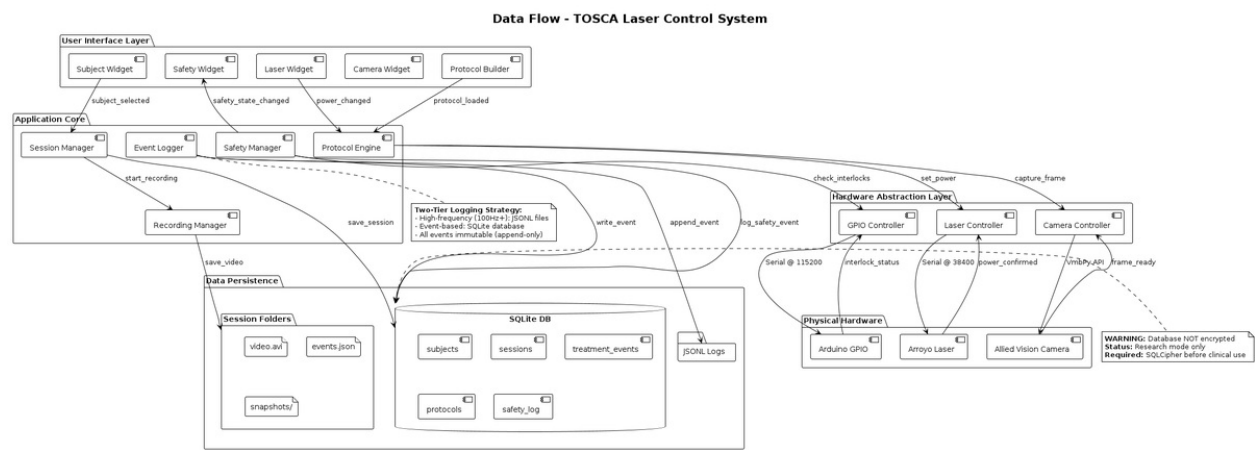 Data Flow - TOSCA Laser Control System
User Interface Layer
Subject Widget
Safety Widget
Laser Widget
Camera Widget
Protocol Builder
subject_selected
safety_state_changed
power_changed
protocol_loaded
Application Core
Session Manager
Event Logger
Safety Manager
Protocol Engine
start_recording
check_interlocks
set_power
capture_frame
Recording Manager
Two-Tier Logging Strategy:
- High-frequency (100Hz+): JSONL files
- Event-based: SQLite database
- All events immutable (append-only)
save_session
write_event
append_event
log_safety_event
Hardware Abstraction Layer
GPIO Controller
Laser Controller
Camera Controller
save_video
Serial @ 115200
interlock_status
Serial @ 38400
power_confirmed
VmbPy API
frame_ready
Data Persistence
Session Folders
video.avi
events.json
snapshots/
SQLite DB
subjects
sessions
treatment_events
protocols
safety_log
JSONL Logs
Physical Hardware
Arduino GPIO
Arroyo Laser
Allied Vision Camera
WARNING: Database NOT encrypted
Status: Research mode only
Required: SQLCipher before clinical use